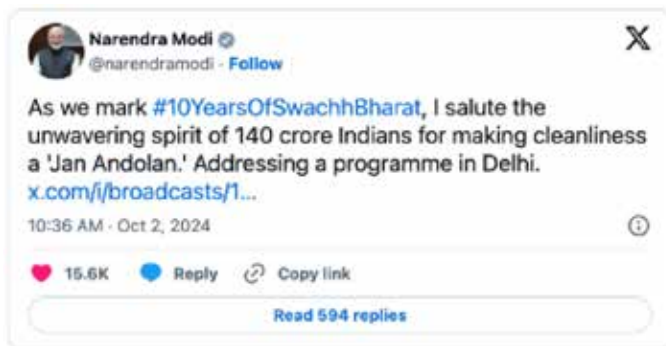 Narendra Modi
@narendramodi · Follow
As we mark #10YearsOfSwachhBharat, I salute the
unwavering spirit of 140 crore Indians for making cleanliness
a 'Jan Andolan.' Addressing a programme in Delhi.
x.com/i/broadcasts/1...
10:36 AM · Oct 2, 2024
15.6K Reply Copy link
Read 594 replies